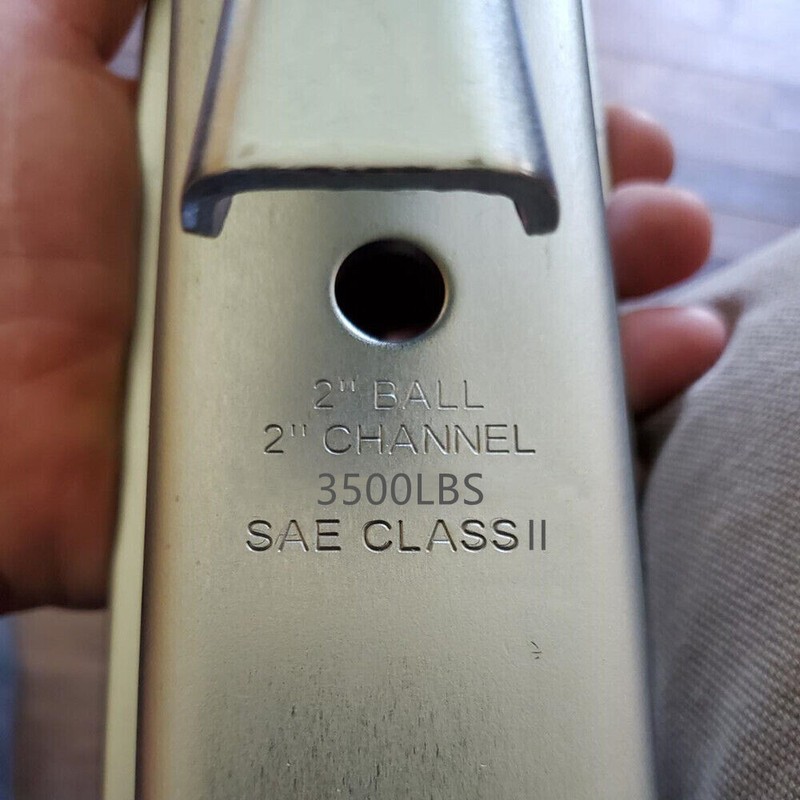 2" BALL
2" CHANNEL
3500LBS
SAE CLASS II